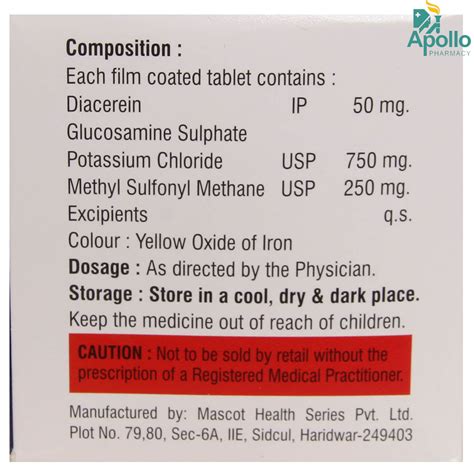 Apollo
PHARMACY
Composition :
Each film coated tablet contains :
Diacerein IP 50 mg.
Glucosamine Sulphate
Potassium Chloride USP 750 mg.
Methyl Sulfonyl Methane USP 250 mg.
Excipients q.s.
Colour : Yellow Oxide of Iron
Dosage : As directed by the Physician.
Storage : Store in a cool, dry & dark place.
Keep the medicine out of reach of children.
CAUTION : Not to be sold by retail without the
prescription of a Registered Medical Practitioner.
Manufactured by: Mascot Health Series Pvt. Ltd.
Plot No. 79,80, Sec-6A, IIE, Sidcul, Haridwar-249403